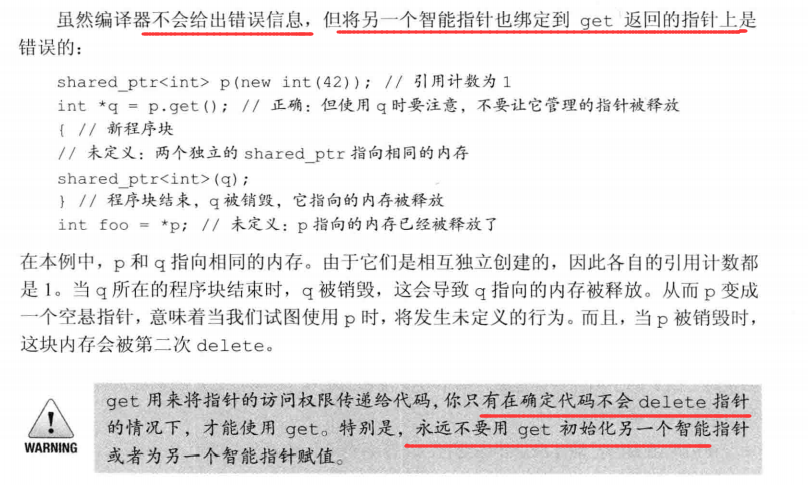 虽然编译器不会给出错误信息，但将另一个智能指针也绑定到 get 返回的指针上是
错误的：
shared_ptr<int> p(new int(42)); // 引用计数为 1
int *q = p.get(); // 正确：但使用 q 时要注意，不要让它管理的指针被释放
{ // 新程序块
// 未定义：两个独立的 shared_ptr 指向相同的内存
shared_ptr<int>(q);
} // 程序块结束，q 被销毁，它指向的内存被释放
int foo = *p; // 未定义：p 指向的内存已经被释放了
在本例中，p 和 q 指向相同的内存。由于它们是相互独立创建的，因此各自的引用计数都
是 1。当 q 所在的程序块结束时，q 被销毁，这会导致 q 指向的内存被释放。从而 p 变成
一个空悬指针，意味着当我们试图使用 p 时，将发生未定义的行为。而且，当 p 被销毁时，
这块内存会被第二次 delete。
get 用来将指针的访问权限传递给代码，你只有在确定代码不会 delete 指针
的情况下，才能使用 get。特别是，永远不要用 get 初始化另一个智能指针
或者为另一个智能指针赋值。
WARNING